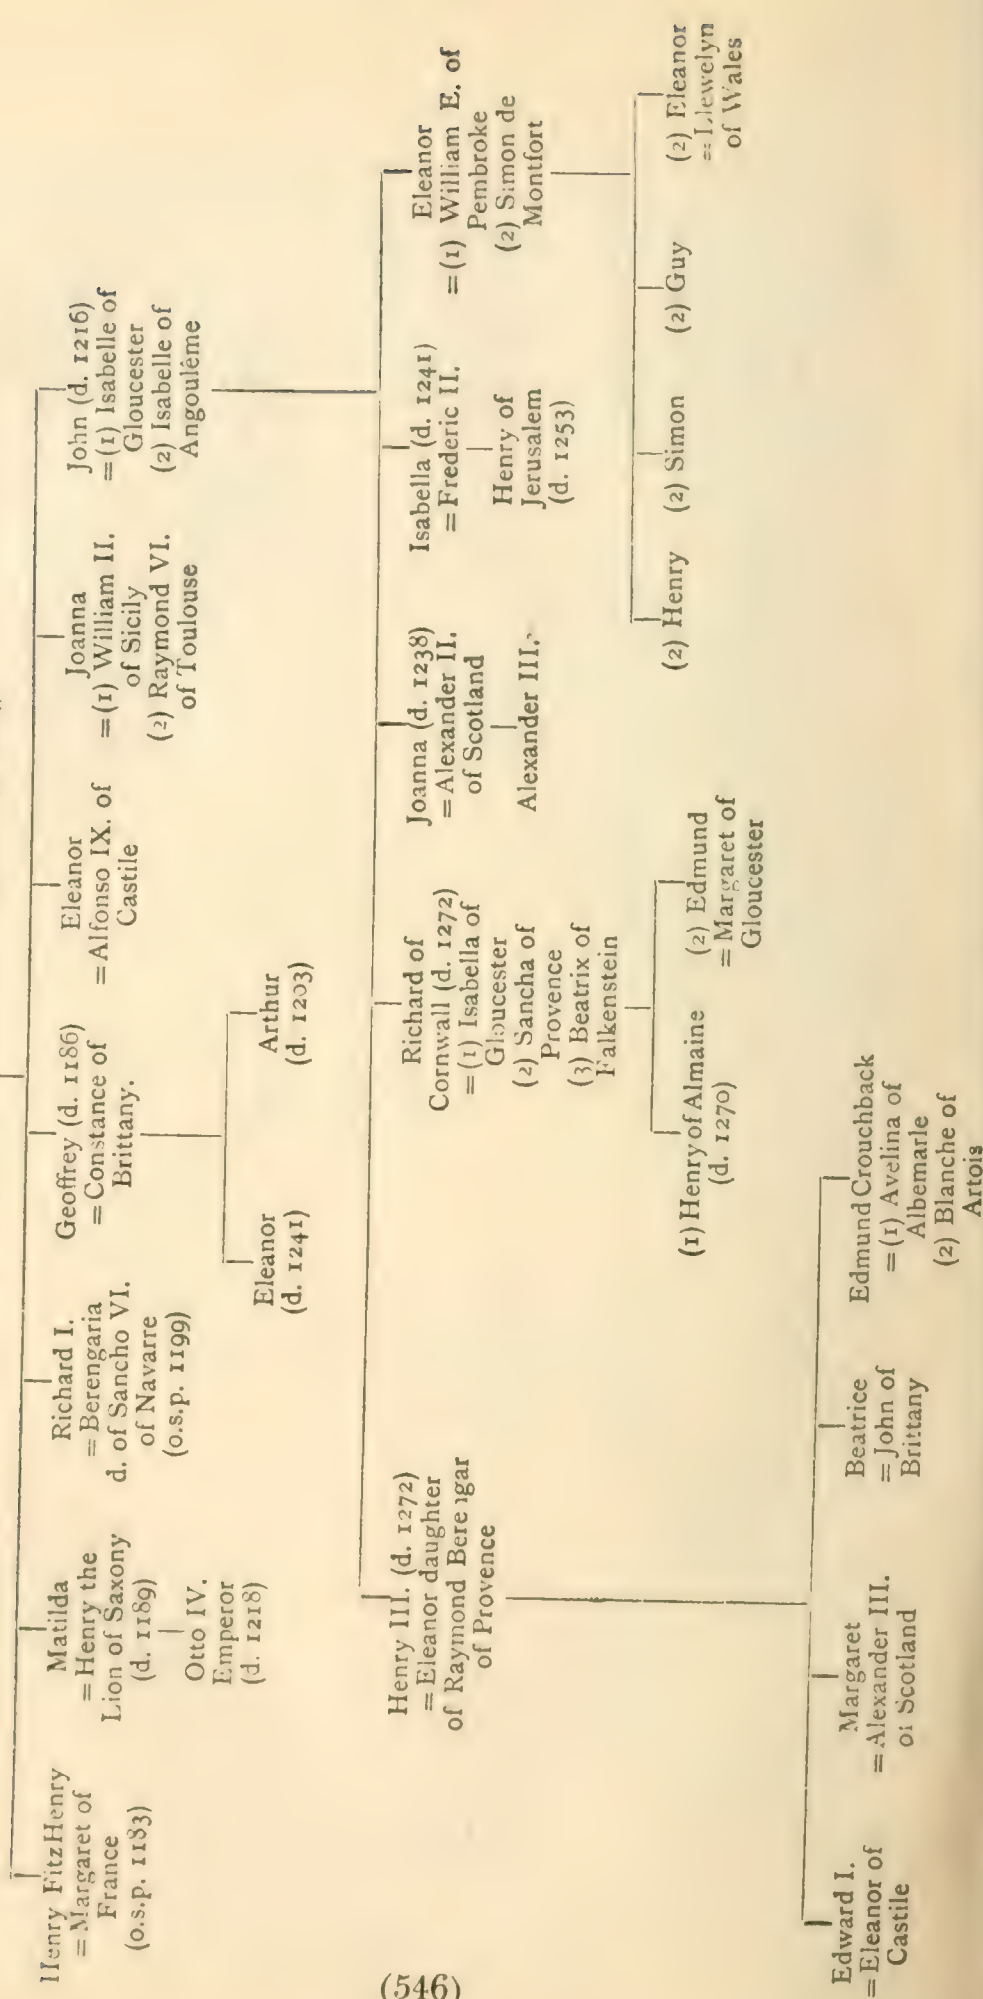 Henry FitzHenry
= Margaret of
France
(o.s.p. 1183)
Matilda
= Henry the
Lion of Saxony
(d. 1189)
Otto IV.
Emperor
(d. 1218)
Richard I.
= Berengaria
d. of Sancho VI.
of Navarre
(o.s.p. 1199)
Geoffrey (d. 1186)
= Constance of
Brittany.
Eleanor
(d. 1241)
Arthur
(d. 1203)
Eleanor
= Alfonso IX. of
Castile
Joanna
= (1) William II.
of Sicily
(2) Raymond VI.
of Toulouse
John (d. 1216)
= (1) Isabelle of
Gloucester
(2) Isabelle of
Angoulême
Henry III. (d. 1272)
= Eleanor daughter
of Raymond Berengar
of Provence
Richard of
Cornwall (d. 1272)
= (1) Isabella of
Gloucester
(2) Sancha of
Provence
(3) Beatrix of
Falkenstein
(1) Henry of Almaine
(d. 1270)
(2) Edmund
= Margaret of
Gloucester
Joanna (d. 1238)
= Alexander II.
of Scotland
Alexander III.
Isabella (d. 1241)
= Frederic II.
Henry of
Jerusalem
(d. 1253)
Eleanor
= (1) William E. of
Pembroke
(2) Simon de
Montfort
(2) Henry
(2) Simon
(2) Guy
(2) Eleanor
= Llewelyn
of Wales
Edward I.
= Eleanor of
Castile
Margaret
= Alexander III.
of Scotland
Beatrice
= John of
Brittany
Edmund Crouchback
= (1) Avelina of
Albemarle
(2) Blanche of
Artois
(546)